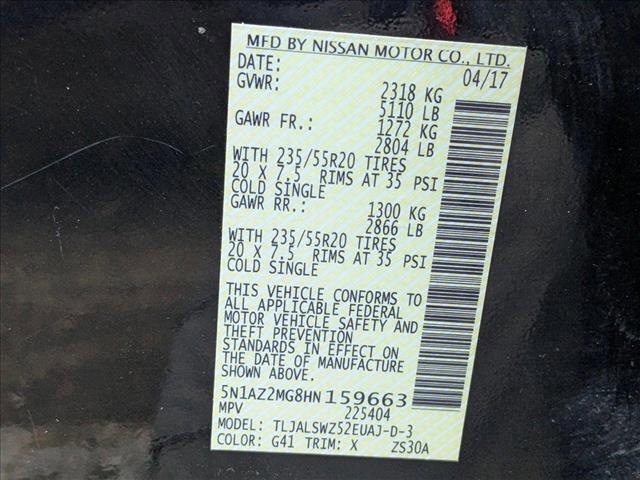 MFD BY NISSAN MOTOR CO., LTD.
DATE: 04/17
GVWR: 2318 KG
5110 LB
GAWR FR.: 1272 KG
2804 LB
WITH 235/55R20 TIRES
20 X 7.5 RIMS AT 35 PSI
COLD SINGLE
GAWR RR.: 1300 KG
2866 LB
WITH 235/55R20 TIRES
20 X 7.5 RIMS AT 35 PSI
COLD SINGLE
THIS VEHICLE CONFORMS TO
ALL APPLICABLE FEDERAL
MOTOR VEHICLE SAFETY AND
THEFT PREVENTION
STANDARDS IN EFFECT ON
THE DATE OF MANUFACTURE
SHOWN ABOVE.
5N1AZ2MG8HN159663
MPV 225404
MODEL: TLJALSWZ52EUAJ-D-3
COLOR: G41 TRIM: X ZS30A